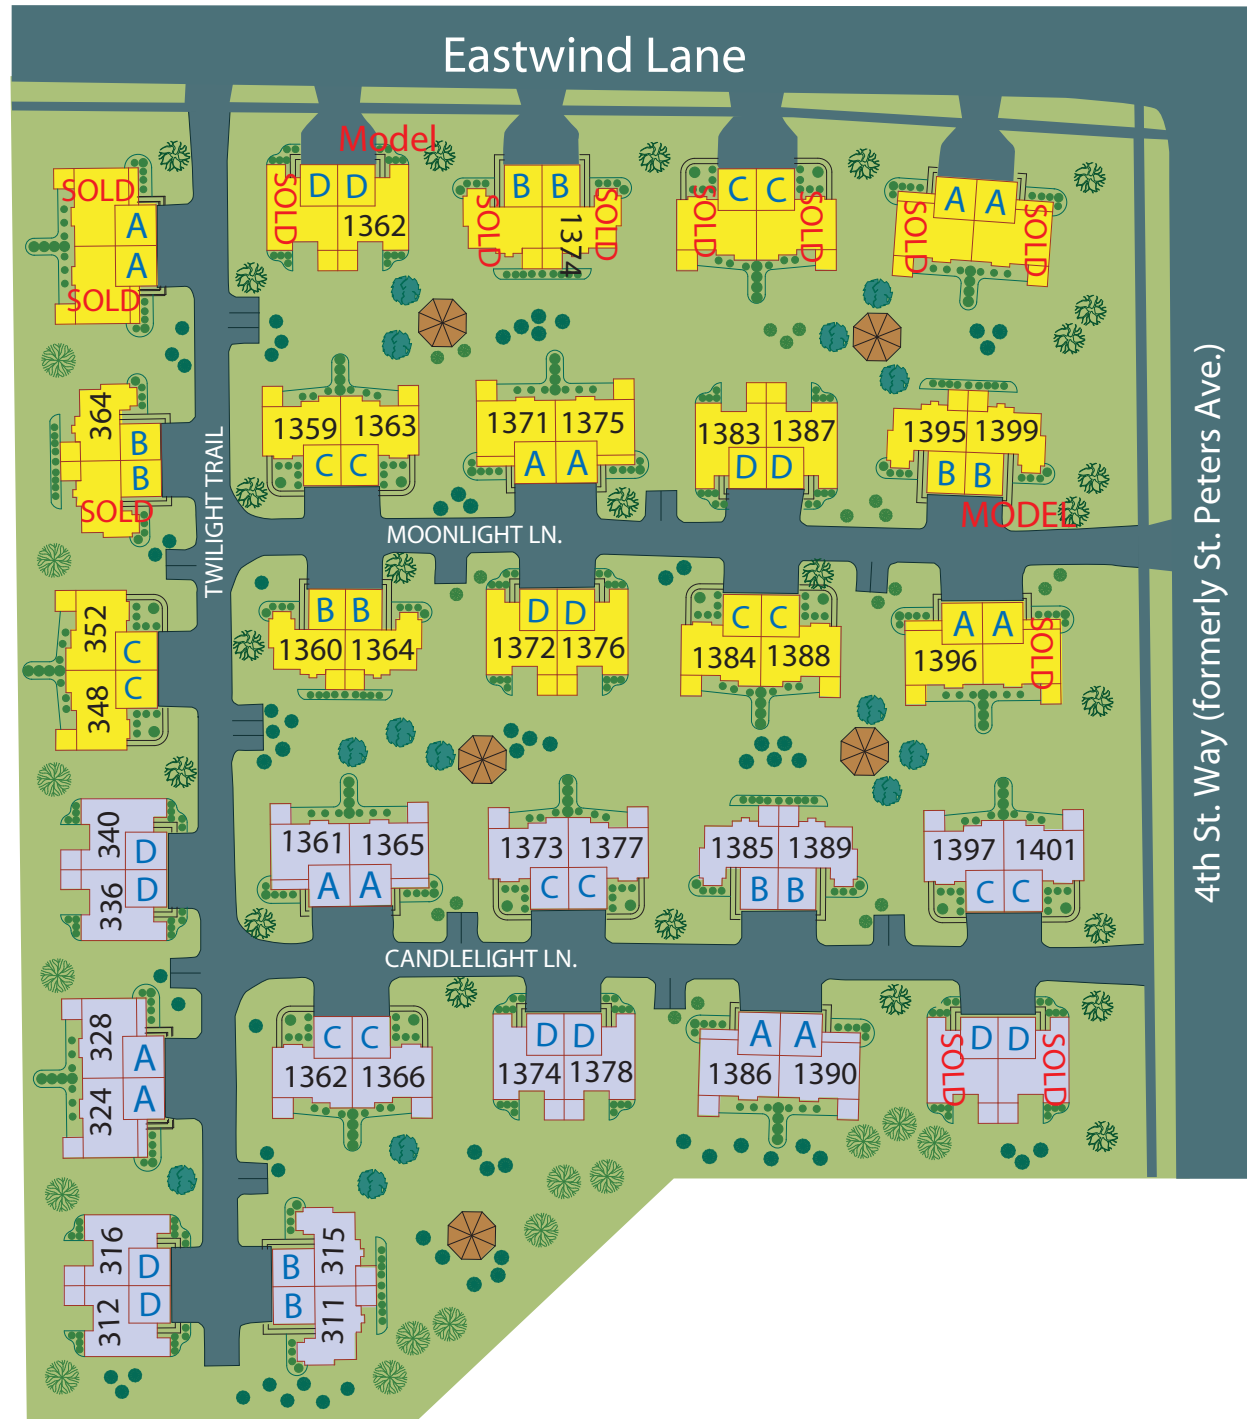 Eastwind Lane
Model
SOLD
A
A
SOLD
D D
SOLD
1362
B B
SOLD
1374
SOLD
C C
SOLD
SOLD
A A
SOLD
SOLD
364
B
B
SOLD
TWILIGHT TRAIL
1359 1363
C C
1371 1375
A A
1383 1387
D D
1395 1399
B B
MODEL
MOONLIGHT LN.
4th St. Way (formerly St. Peters Ave.)
352
C
C
348
B B
1360 1364
D D
1372 1376
C C
1384 1388
A A
1396
SOLD
340
D
D
336
1361 1365
A A
1373 1377
C C
1385 1389
B B
1397 1401
C C
CANDLELIGHT LN.
328
A
A
324
C C
1362 1366
D D
1374 1378
A A
1386 1390
D D
SOLD
SOLD
316
D
D
312
B
315
B
311